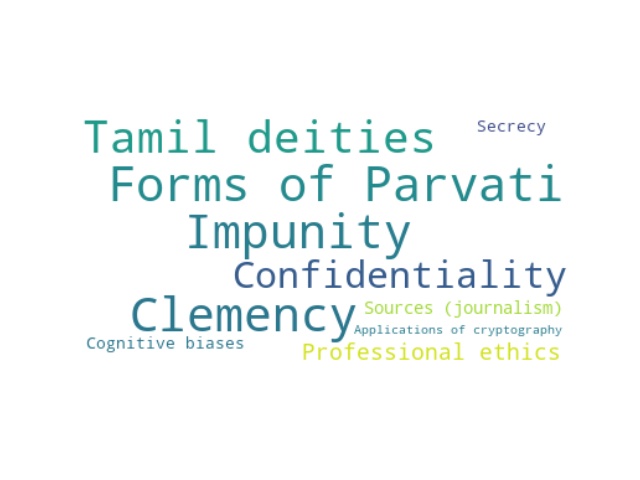 Tamil deities
Secrecy
Forms of Parvati
Impunity
Confidentiality
Clemency
Sources (journalism)
Applications of cryptography
Cognitive biases
Professional ethics